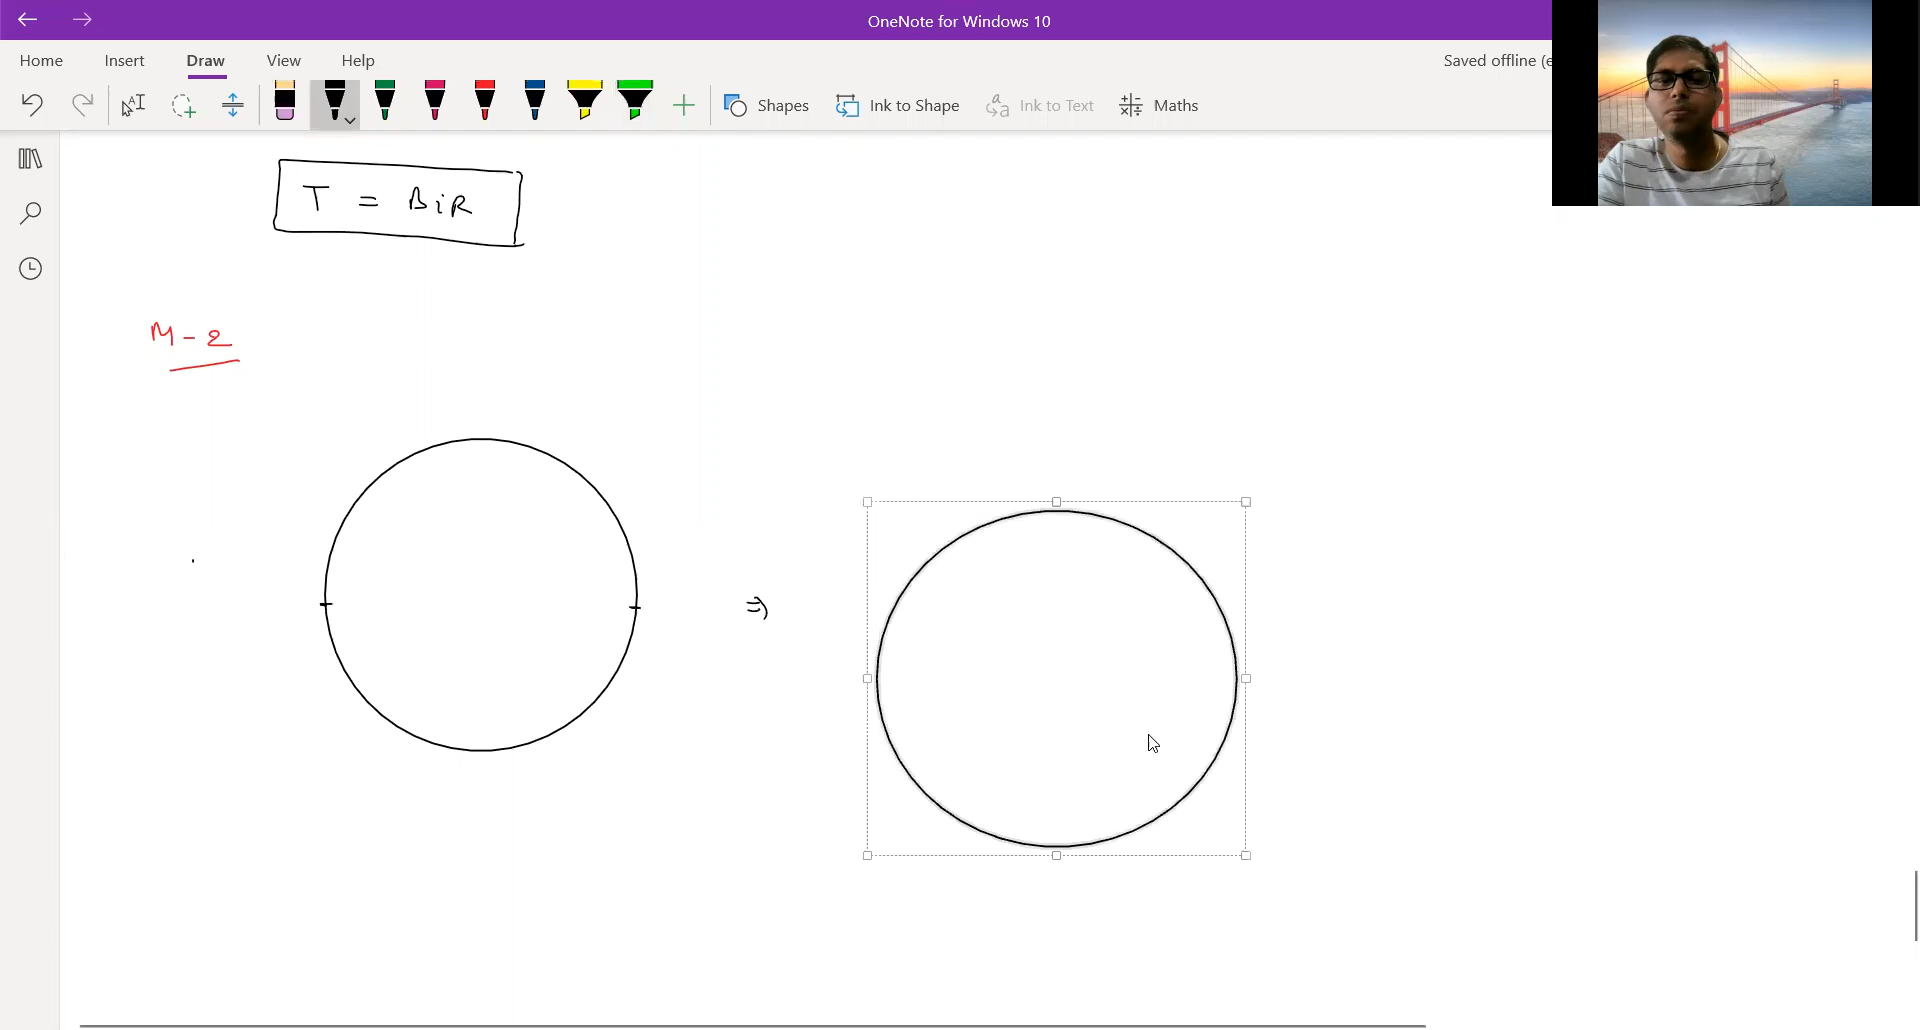 OneNote for Windows 10
Home Insert Draw View Help
Saved offline (e
Shapes Ink to Shape Ink to Text Maths
T = BiR
M - 2
⇒